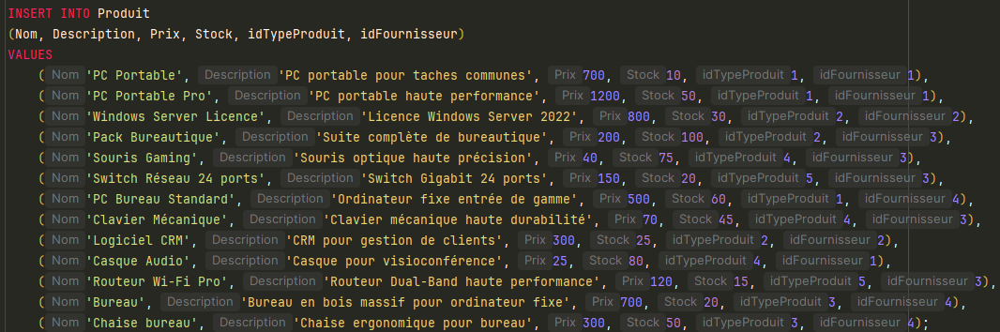 INSERT INTO Produit
(Nom, Description, Prix, Stock, idTypeProduit, idFournisseur)
VALUES
( Nom 'PC Portable', Description 'PC portable pour taches communes', Prix 700, Stock 10, idTypeProduit 1, idFournisseur 1),
( Nom 'PC Portable Pro', Description 'PC portable haute performance', Prix 1200, Stock 50, idTypeProduit 1, idFournisseur 1),
( Nom 'Windows Server Licence', Description 'Licence Windows Server 2022', Prix 800, Stock 30, idTypeProduit 2, idFournisseur 2),
( Nom 'Pack Bureautique', Description 'Suite complète de bureautique', Prix 200, Stock 100, idTypeProduit 2, idFournisseur 3),
( Nom 'Souris Gaming', Description 'Souris optique haute précision', Prix 40, Stock 75, idTypeProduit 4, idFournisseur 3),
( Nom 'Switch Réseau 24 ports', Description 'Switch Gigabit 24 ports', Prix 150, Stock 20, idTypeProduit 5, idFournisseur 3),
( Nom 'PC Bureau Standard', Description 'Ordinateur fixe entrée de gamme', Prix 500, Stock 60, idTypeProduit 1, idFournisseur 4),
( Nom 'Clavier Mécanique', Description 'Clavier mécanique haute durabilité', Prix 70, Stock 45, idTypeProduit 4, idFournisseur 3),
( Nom 'Logiciel CRM', Description 'CRM pour gestion de clients', Prix 300, Stock 25, idTypeProduit 2, idFournisseur 2),
( Nom 'Casque Audio', Description 'Casque pour visioconférence', Prix 25, Stock 80, idTypeProduit 4, idFournisseur 1),
( Nom 'Routeur Wi-Fi Pro', Description 'Routeur Dual-Band haute performance', Prix 120, Stock 15, idTypeProduit 5, idFournisseur 3),
( Nom 'Bureau', Description 'Bureau en bois massif pour ordinateur fixe', Prix 700, Stock 20, idTypeProduit 3, idFournisseur 4),
( Nom 'Chaise bureau', Description 'Chaise ergonomique pour bureau', Prix 300, Stock 50, idTypeProduit 3, idFournisseur 4);